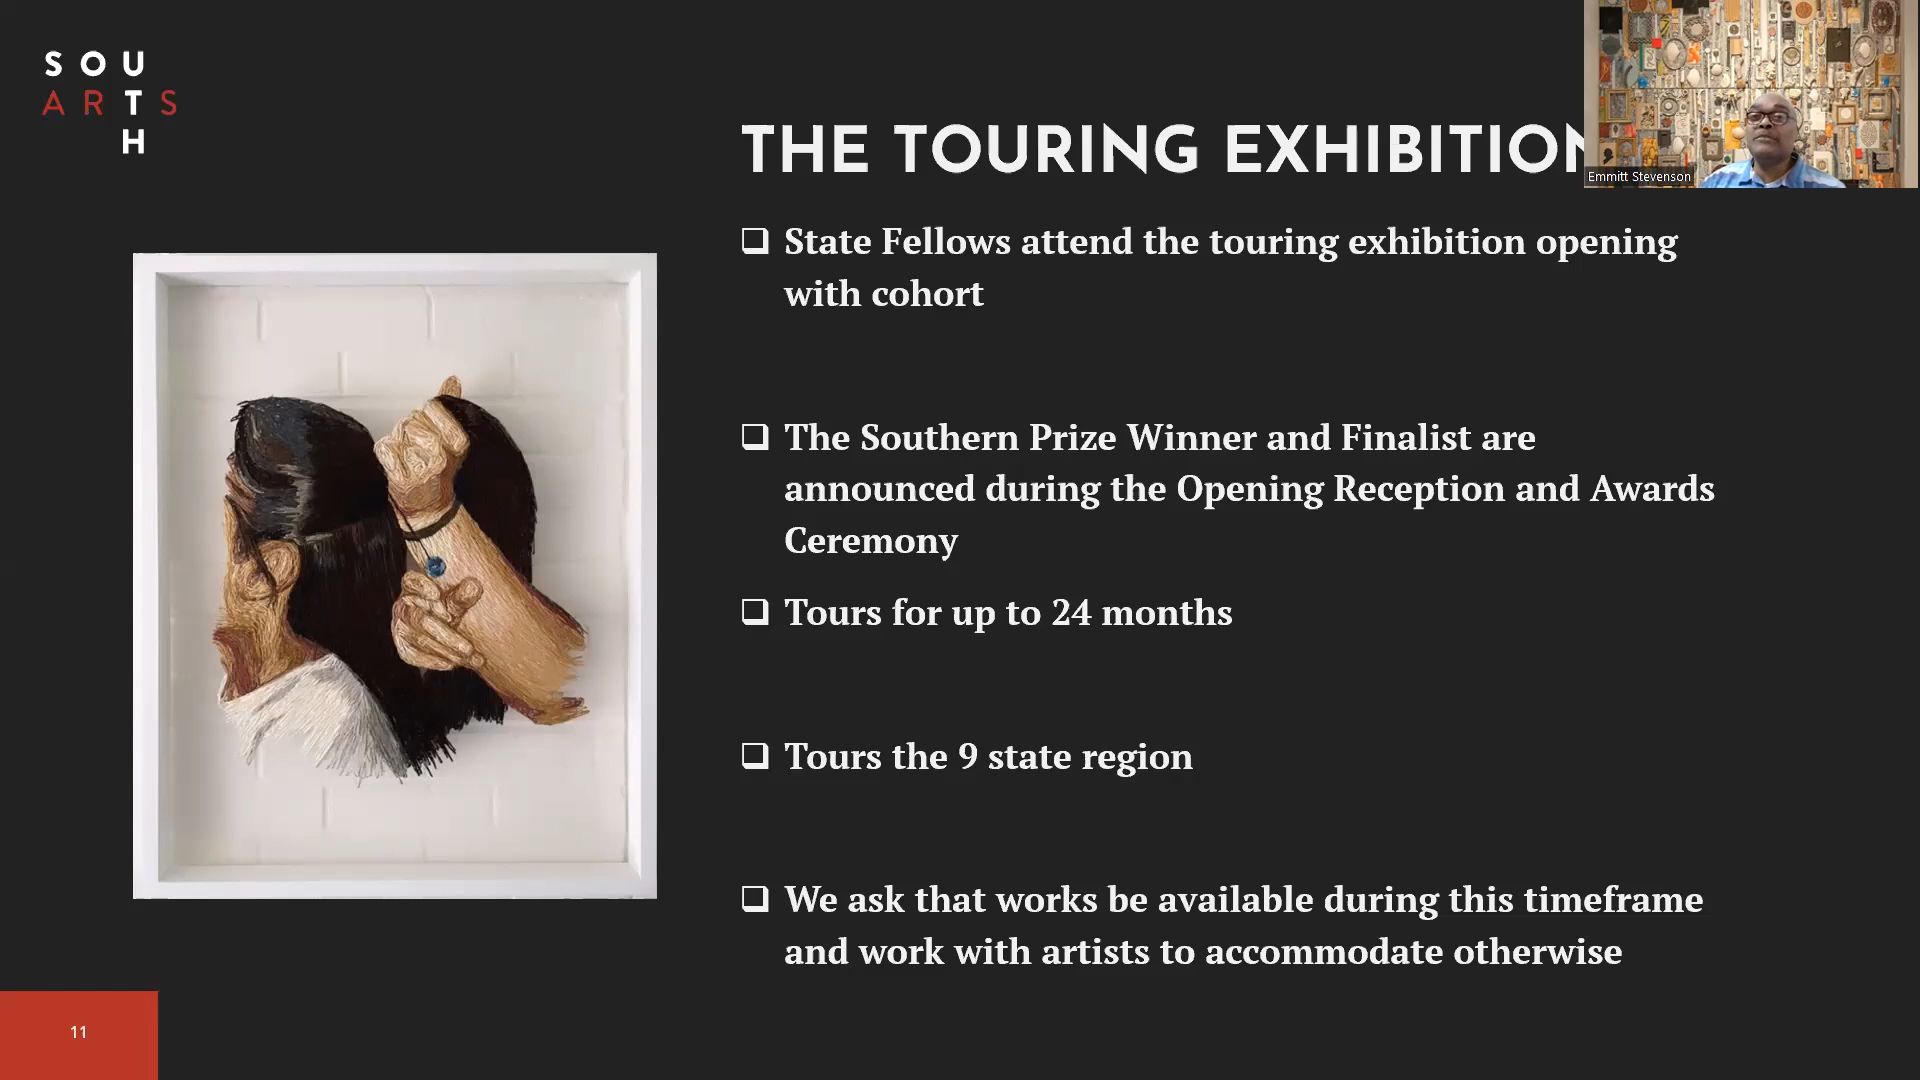 SOU
ARTS
H
THE TOURING EXHIBITION
Emmitt Stevenson
❑ State Fellows attend the touring exhibition opening
with cohort
❑ The Southern Prize Winner and Finalist are
announced during the Opening Reception and Awards
Ceremony
❑ Tours for up to 24 months
❑ Tours the 9 state region
❑ We ask that works be available during this timeframe
and work with artists to accommodate otherwise
11